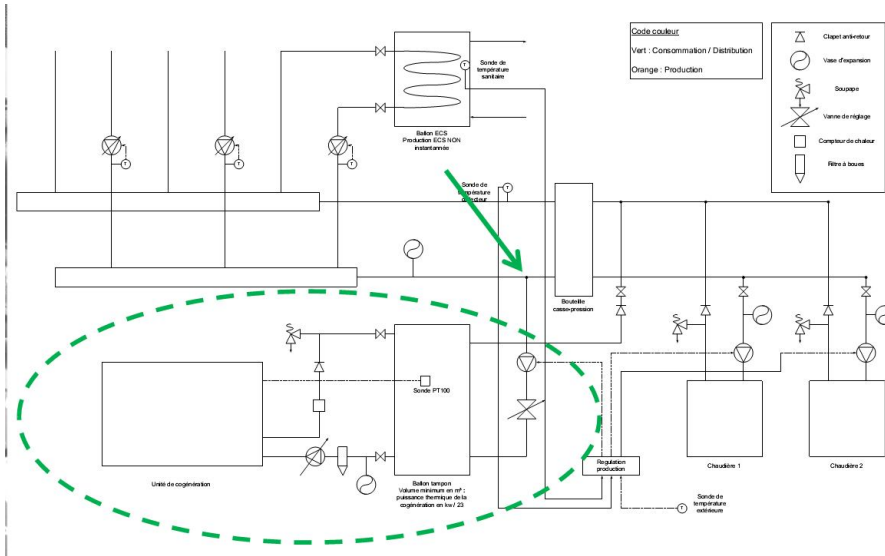 Code couleur
Vert : Consommation / Distribution
Orange : Production
Clapet anti-retour
Vase d'expansion
Soupape
Vanne de réglage
Compteur de chaleur
Filtre à boues
Sonde de
température
sanitaire
T
Ballon ECS
Production ECS NON
instantannée
T
T
T
Sonde de
température
T
Bouteille
casse-pression
Sonde PT100
Unité de cogénération
Ballon tampon
Volume minimum en m³ :
puissance thermique de la
cogénération en kw / 23
Regulation
production
Chaudière 1
Chaudière 2
T
Sonde de
température
extérieure